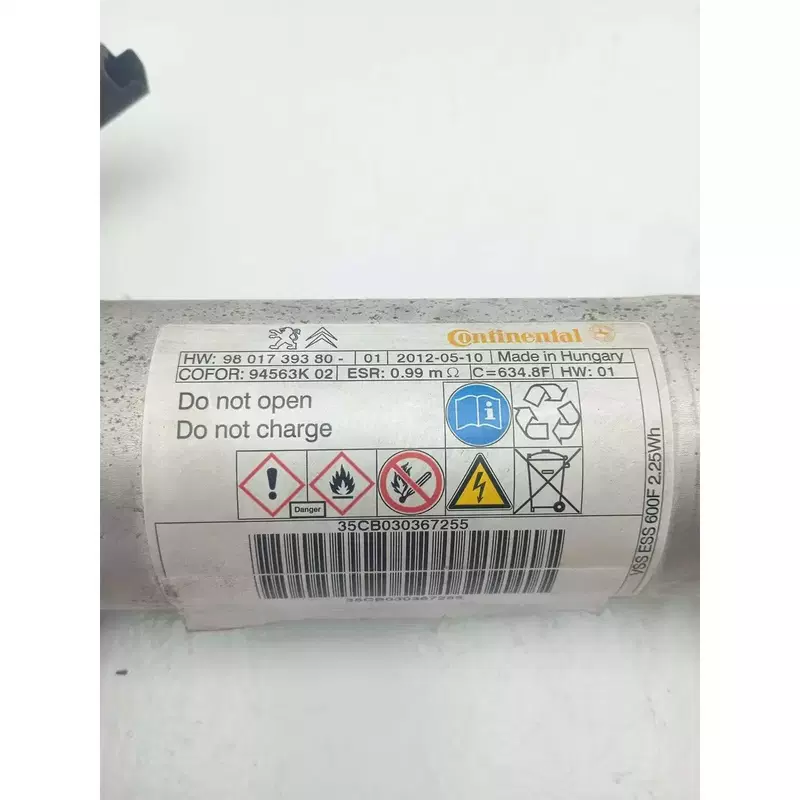 Continental
HW: 98 017 393 80 - 01 2012-05-10 Made in Hungary
COFOR: 94563K 02 ESR: 0.99 mΩ C=634.8F HW: 01
Do not open
Do not charge
i
Danger
35CB030367255
35CB030367255
VSS ESS 600F 2.25Wh